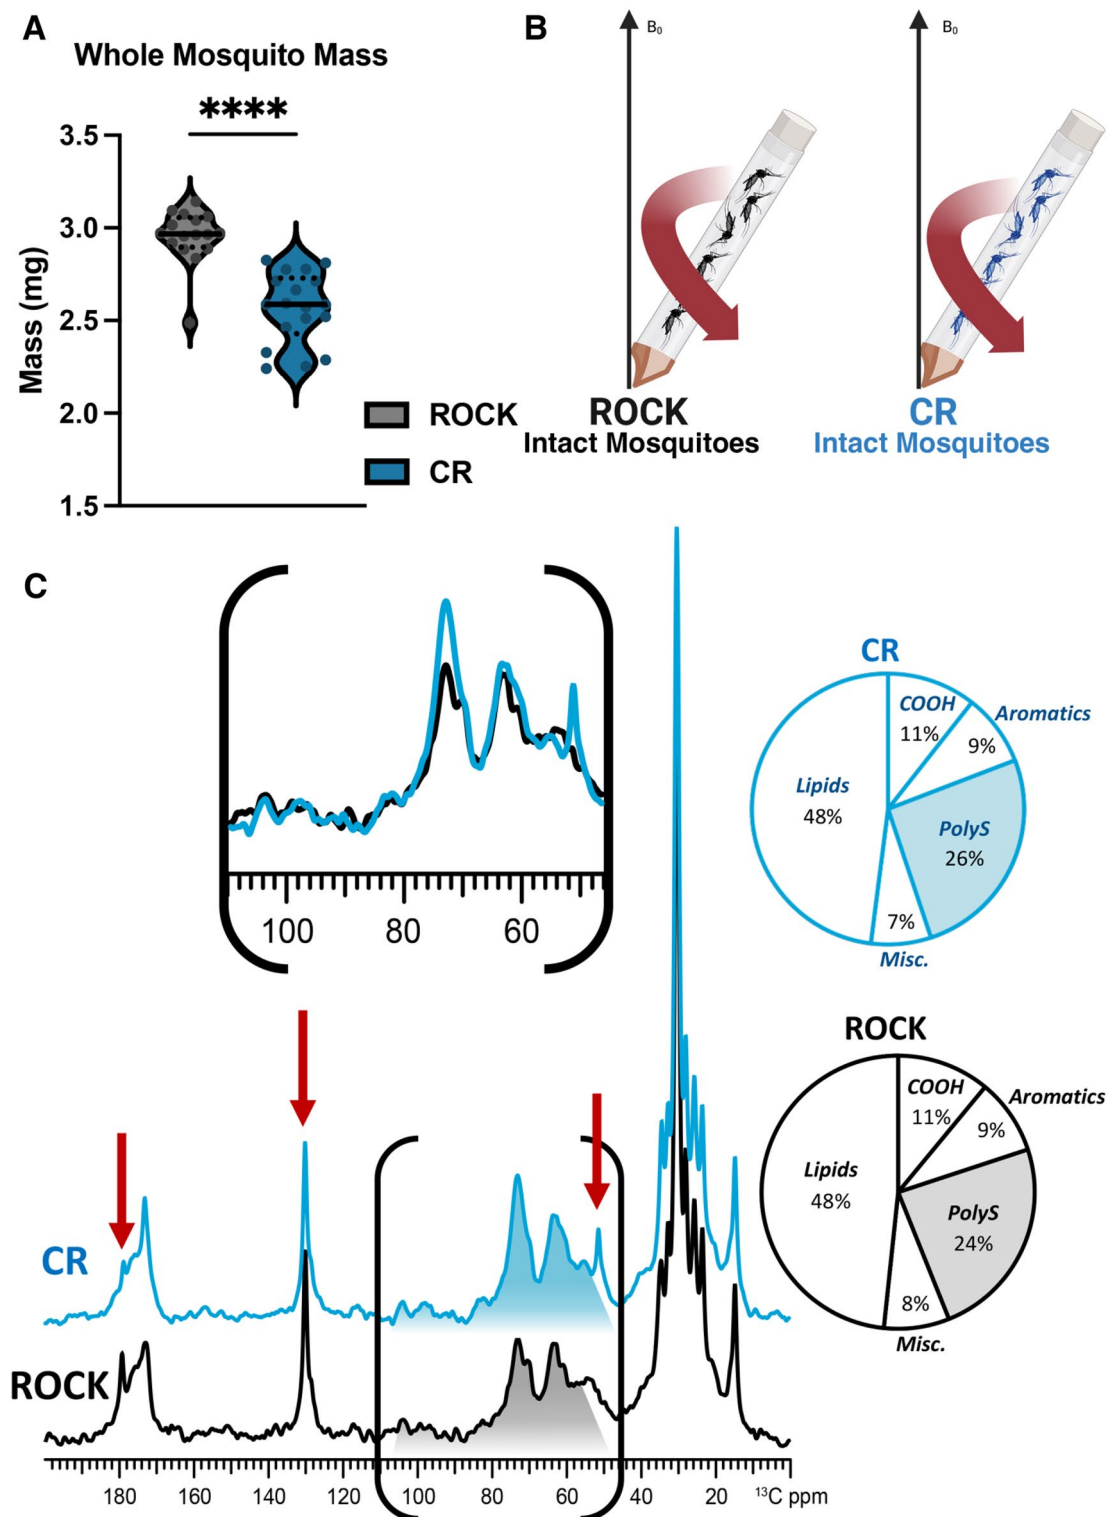 A
Whole Mosquito Mass
****
3.5
3.0
2.5
2.0
1.5
Mass (mg)
ROCK
CR
B
B0
B0
ROCK
Intact Mosquitoes
CR
Intact Mosquitoes
C
100 80 60
CR
COOH
11%
Aromatics
9%
Lipids
48%
PolyS
26%
7%
Misc.
ROCK
COOH
11%
Aromatics
9%
Lipids
48%
PolyS
24%
8%
Misc.
CR
ROCK
180 160 140 120 100 80 60 40 20 ¹³C ppm